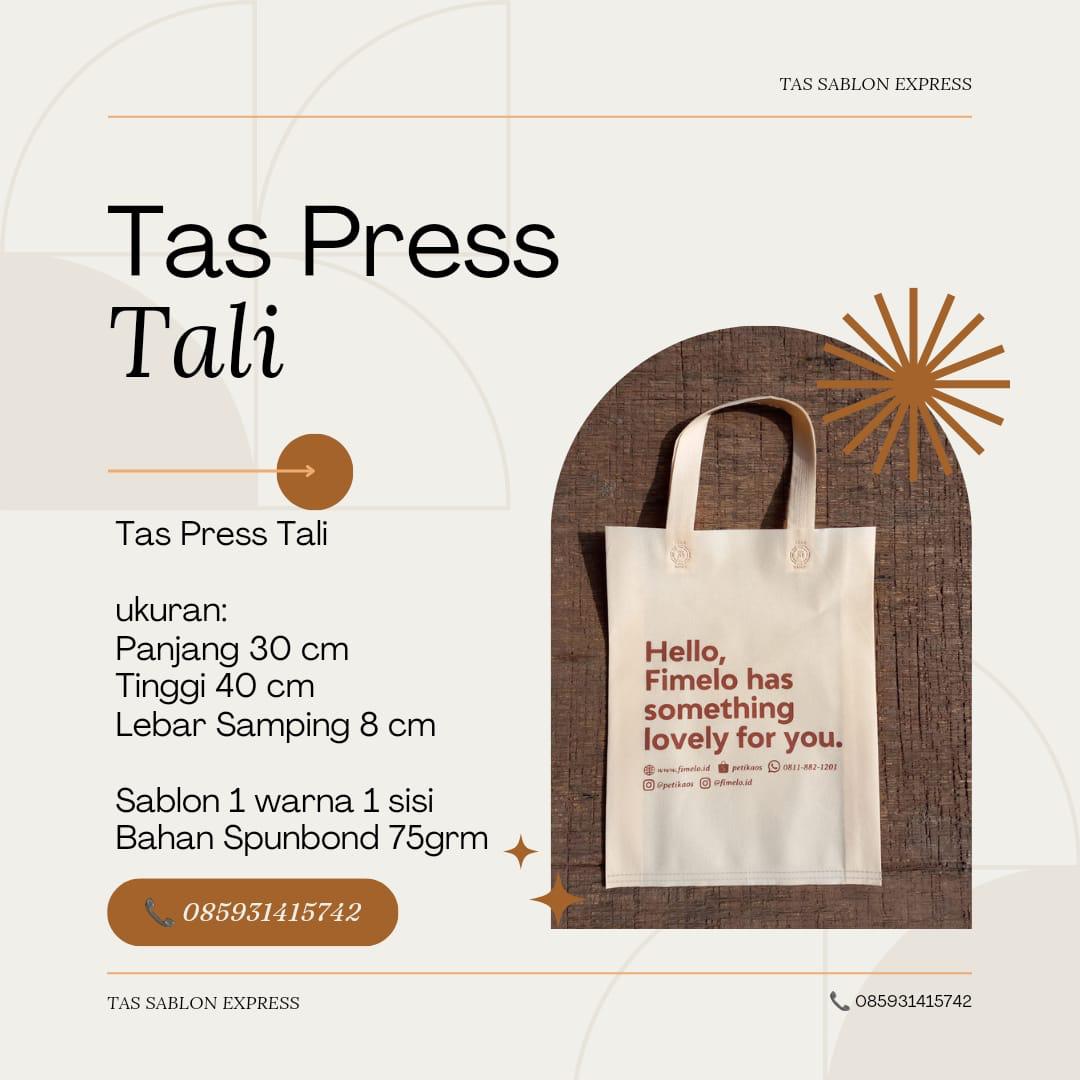 TAS SABLON EXPRESS
Tas Press
Tali
Tas Press Tali
ukuran:
Panjang 30 cm
Tinggi 40 cm
Lebar Samping 8 cm
Sablon 1 warna 1 sisi
Bahan Spunbond 75grm
085931415742
Hello,
Fimelo has
something
lovely for you.
www.fimelo.id petikaos 0811-882-1201
@petikaos @fimelo.id
TAS SABLON EXPRESS
085931415742